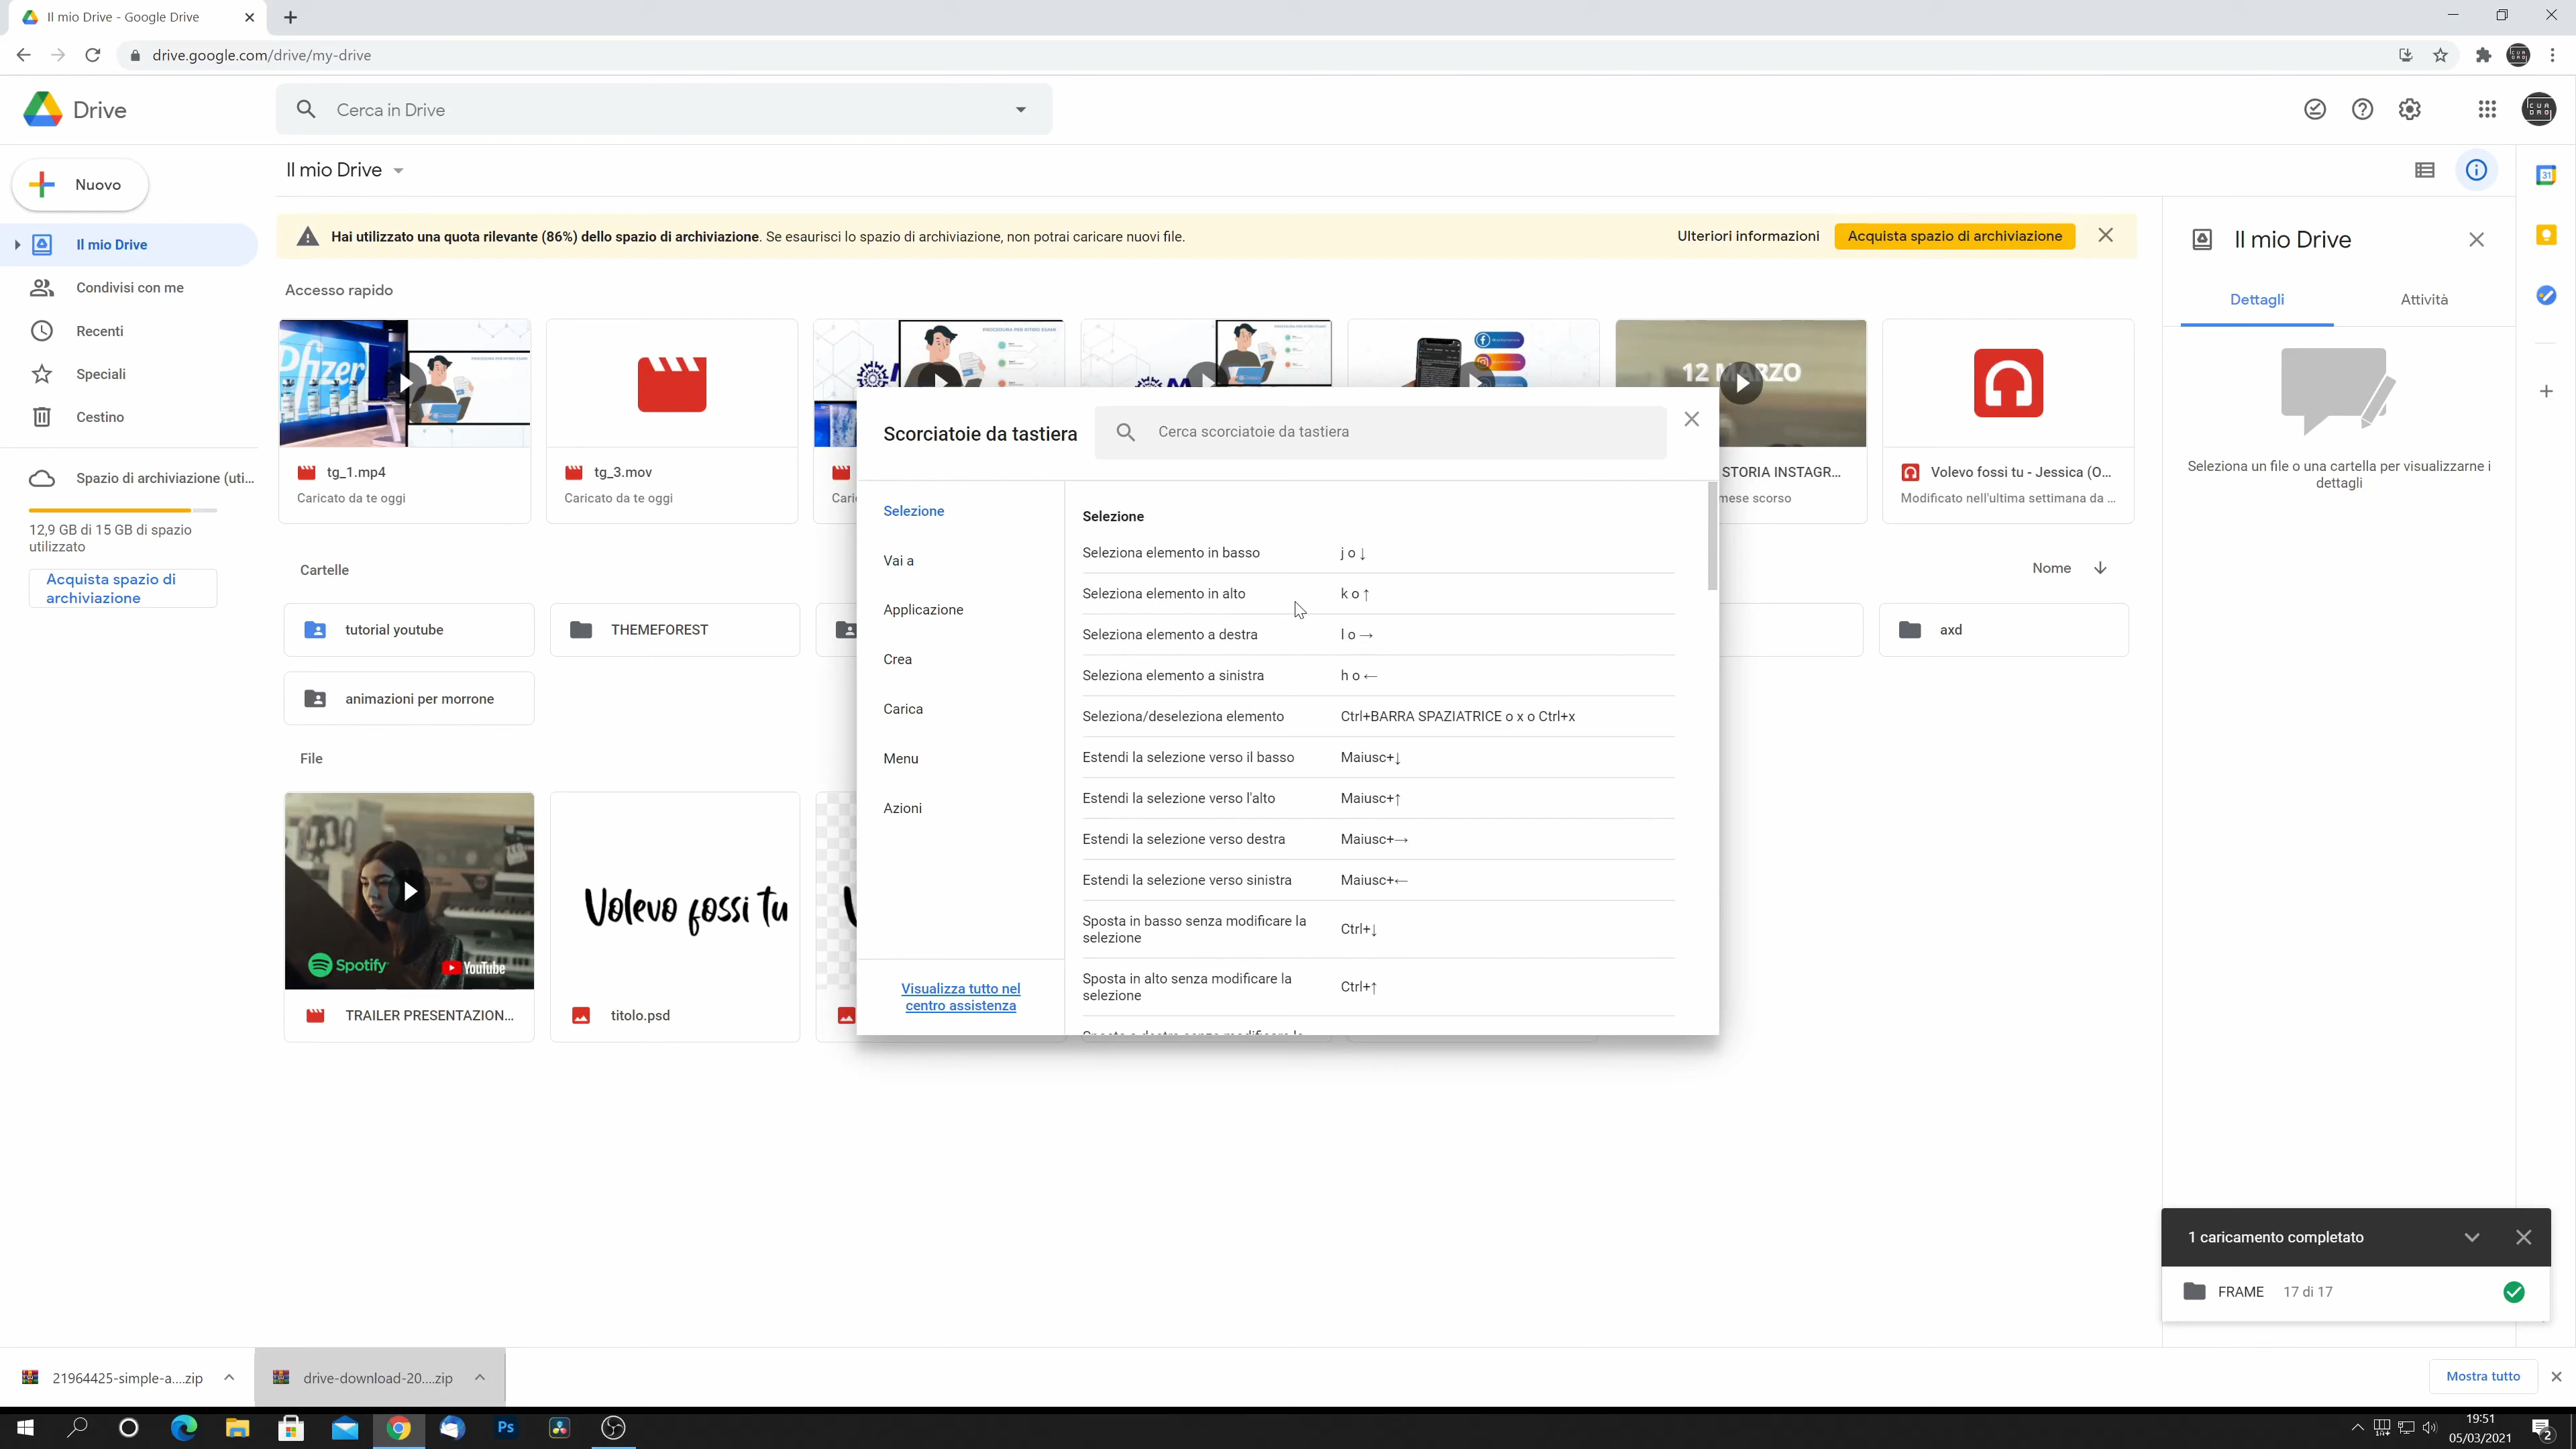 Il mio Drive - Google Drive
drive.google.com/drive/my-drive
Drive
Cerca in Drive
Nuovo
Il mio Drive
Condivisi con me
Recenti
Speciali
Cestino
Spazio di archiviazione (uti...
12,9 GB di 15 GB di spazio
utilizzato
Acquista spazio di
archiviazione
Il mio Drive
Hai utilizzato una quota rilevante (86%) dello spazio di archiviazione. Se esaurisci lo spazio di archiviazione, non potrai caricare nuovi file.
Ulteriori informazioni
Acquista spazio di archiviazione
Accesso rapido
Pfizer
12 MARZO
tg_1.mp4
Caricato da te oggi
tg_3.mov
Caricato da te oggi
STORIA INSTAGR...
mese scorso
Volevo fossi tu - Jessica (O...
Modificato nell'ultima settimana da ...
Cartelle
Nome
tutorial youtube
THEMEFOREST
axd
animazioni per morrone
File
Spotify
YouTube
Volevo fossi tu
TRAILER PRESENTAZION...
titolo.psd
Scorciatoie da tastiera
Cerca scorciatoie da tastiera
Selezione
Vai a
Applicazione
Crea
Carica
Menu
Azioni
Visualizza tutto nel
centro assistenza
Selezione
Seleziona elemento in basso j o ↓
Seleziona elemento in alto k o ↑
Seleziona elemento a destra l o →
Seleziona elemento a sinistra h o ←
Seleziona/deseleziona elemento Ctrl+BARRA SPAZIATRICE o x o Ctrl+x
Estendi la selezione verso il basso Maiusc+↓
Estendi la selezione verso l'alto Maiusc+↑
Estendi la selezione verso destra Maiusc+→
Estendi la selezione verso sinistra Maiusc+←
Sposta in basso senza modificare la
selezione Ctrl+↓
Sposta in alto senza modificare la
selezione Ctrl+↑
Il mio Drive
Dettagli
Attività
Seleziona un file o una cartella per visualizzarne i
dettagli
1 caricamento completato
FRAME 17 di 17
21964425-simple-a....zip
drive-download-20....zip
Mostra tutto
Ps
19:51
05/03/2021
2